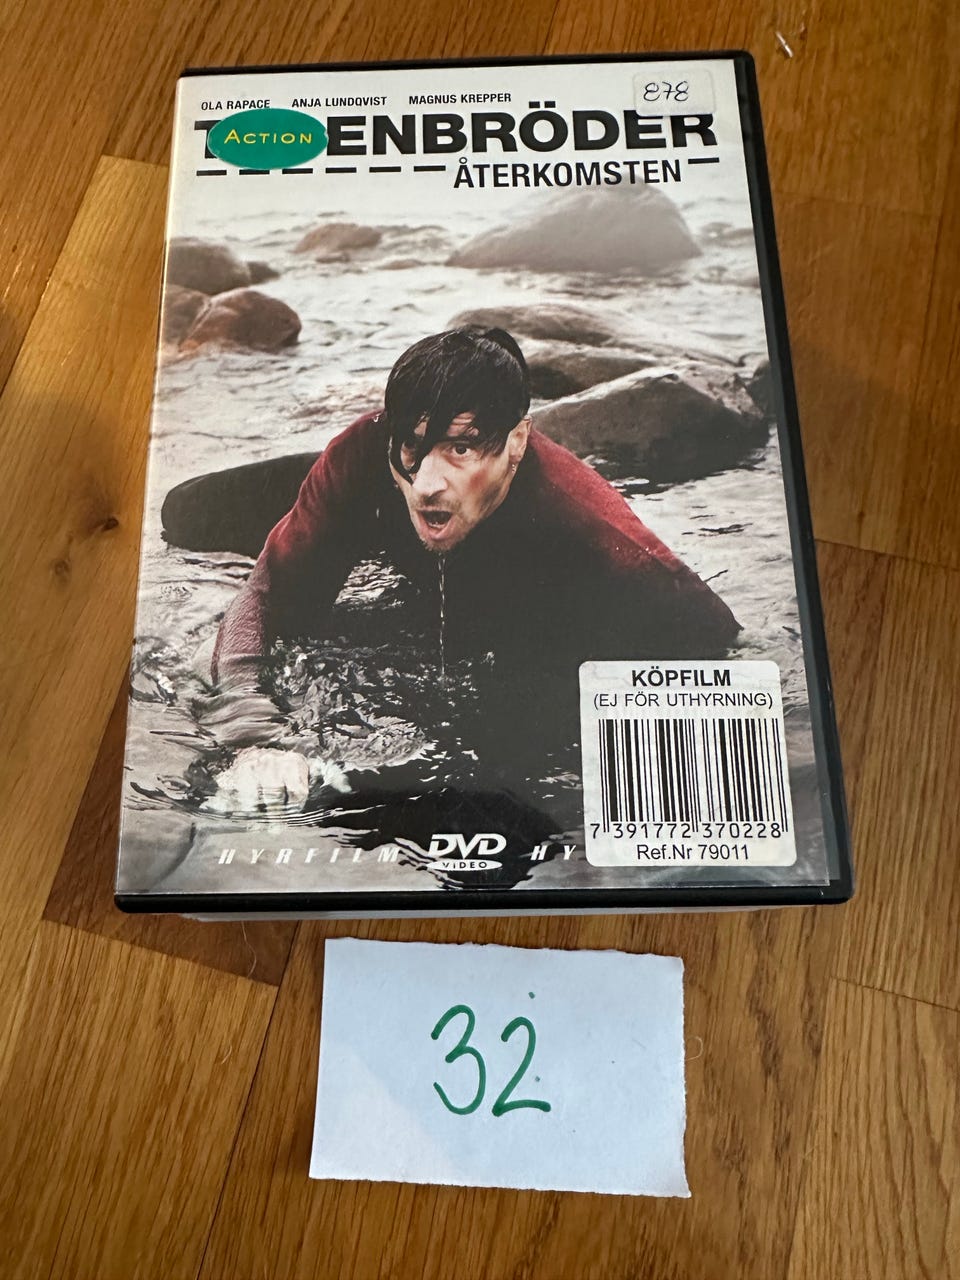 OLA RAPACE ANJA LUNDQVIST MAGNUS KREPPER
878
ACTION
ENBRÖDER
ÅTERKOMSTEN
KÖPFILM
(EJ FÖR UTHYRNING)
7 391772 370228
Ref.Nr 79011
HYRFILM DVD VIDEO HY
32